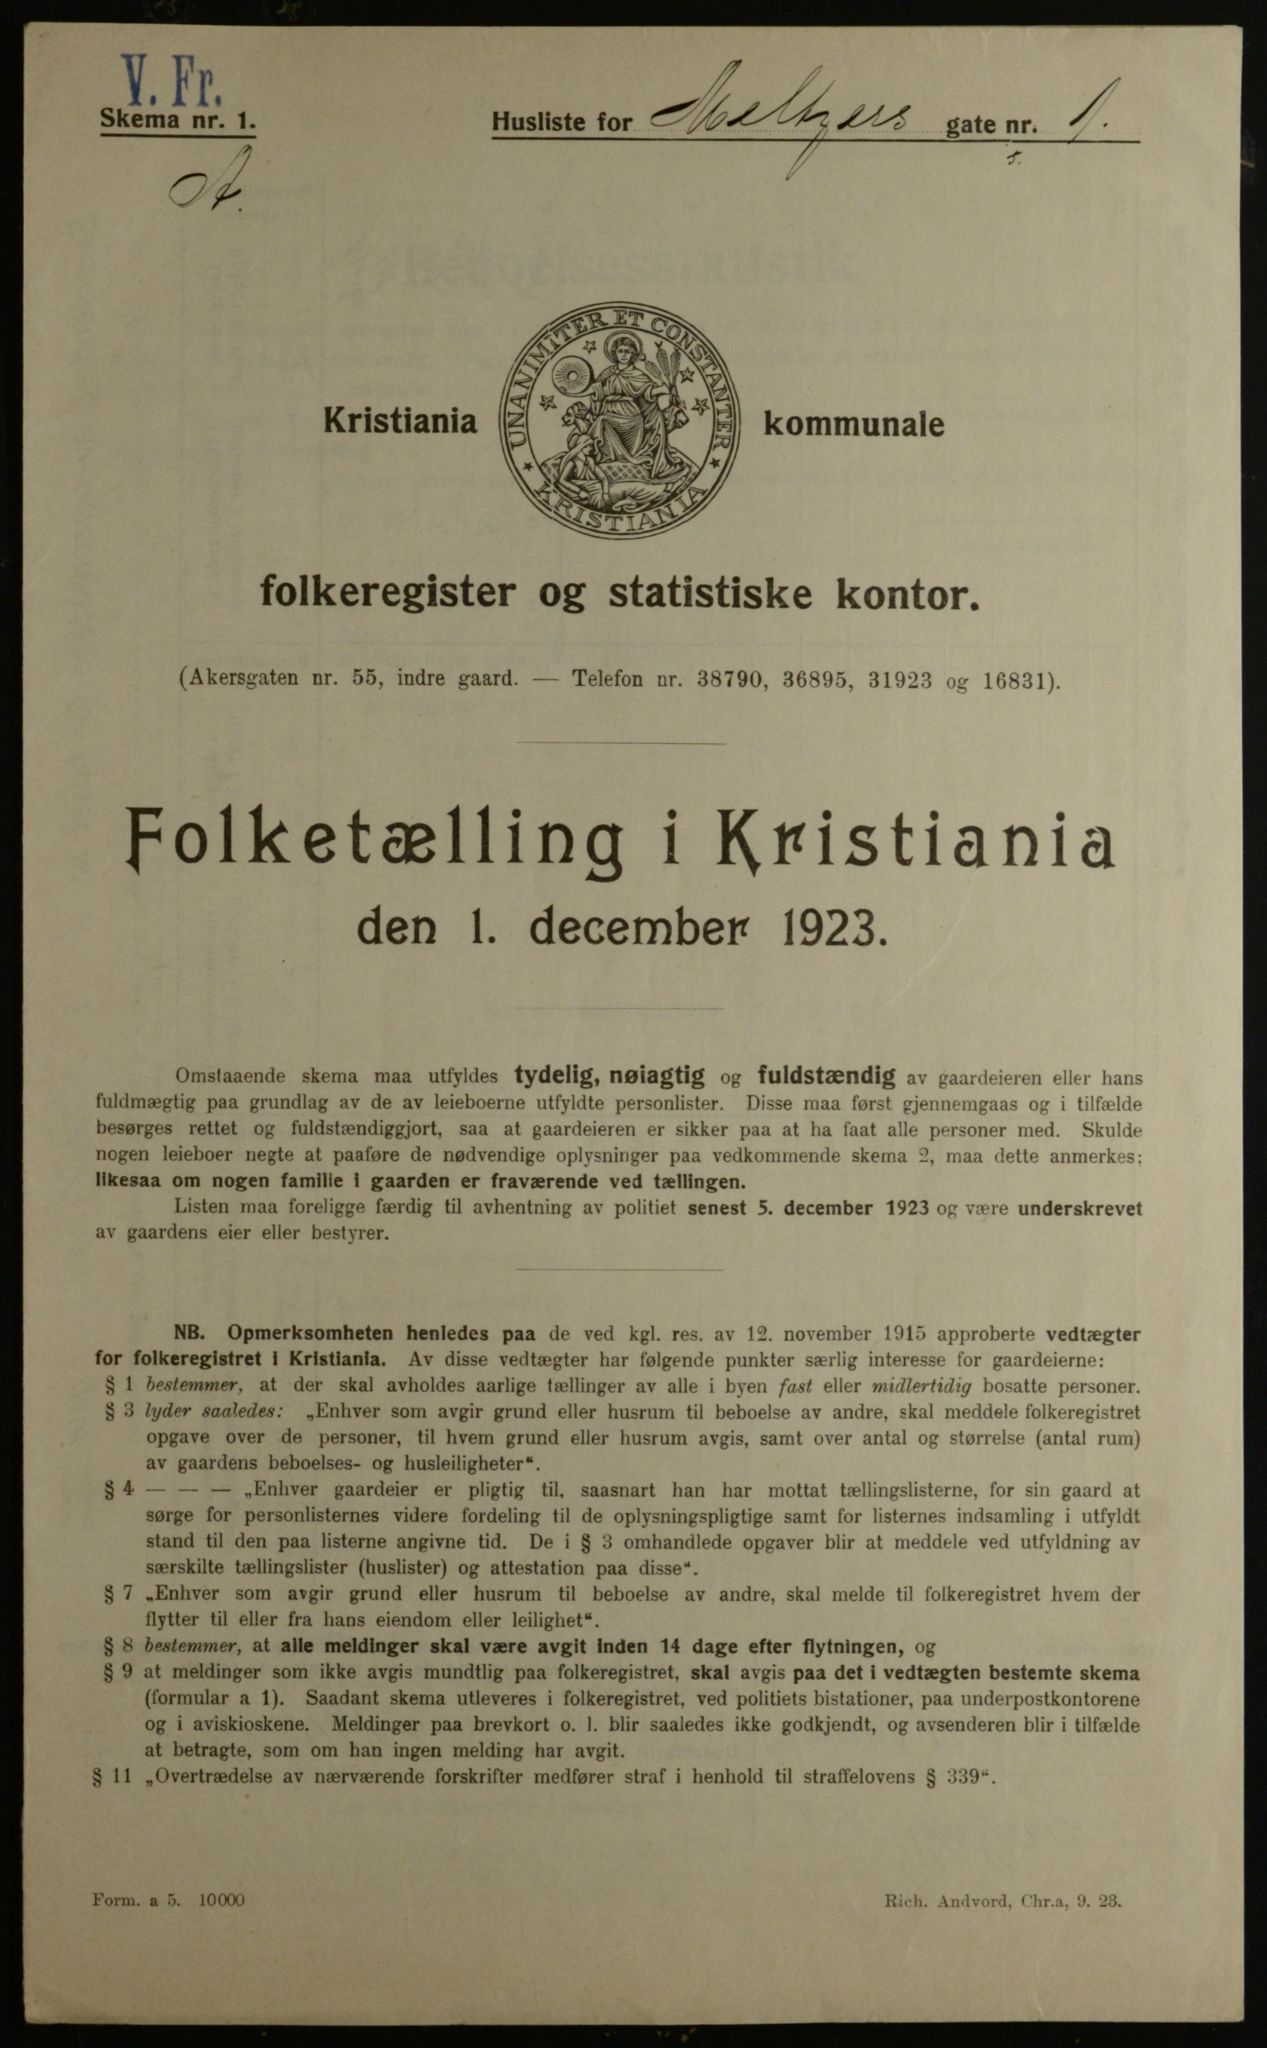 V. Fr.
Skema nr. 1.
Husliste for Meltzers gate nr. 1.
A.
UNANIMITER ET CONSTANTER
KRISTIANIA
Kristiania kommunale
folkeregister og statistiske kontor.
(Akersgaten nr. 55, indre gaard. — Telefon nr. 38790, 36895, 31923 og 16831).
Folketælling i Kristiania
den 1. december 1923.
Omstaaende skema maa utfyldes tydelig, nøiagtig og fuldstændig av gaardeieren eller hans
fuldmægtig paa grundlag av de av leieboerne utfyldte personlister. Disse maa først gjennemgaas og i tilfælde
besørges rettet og fuldstændiggjort, saa at gaardeieren er sikker paa at ha faat alle personer med. Skulde
nogen leieboer negte at paaføre de nødvendige oplysninger paa vedkommende skema 2, maa dette anmerkes;
likesaa om nogen familie i gaarden er fraværende ved tællingen.
Listen maa foreligge færdig til avhentning av politiet senest 5. december 1923 og være underskrevet
av gaardens eier eller bestyrer.
NB. Opmerksomheten henledes paa de ved kgl. res. av 12. november 1915 approberte vedtægter
for folkeregistret i Kristiania. Av disse vedtægter har følgende punkter særlig interesse for gaardeierne:
§ 1 bestemmer, at der skal avholdes aarlige tællinger av alle i byen fast eller midlertidig bosatte personer.
§ 3 lyder saaledes: „Enhver som avgir grund eller husrum til beboelse av andre, skal meddele folkeregistret
opgave over de personer, til hvem grund eller husrum avgis, samt over antal og størrelse (antal rum)
av gaardens beboelses- og husleiligheter“.
§ 4 — — — „Enhver gaardeier er pligtig til, saasnart han har mottat tællingslisterne, for sin gaard at
sørge for personlisternes videre fordeling til de oplysningspligtige samt for listernes indsamling i utfyldt
stand til den paa listerne angivne tid. De i § 3 omhandlede opgaver blir at meddele ved utfyldning av
særskilte tællingslister (huslister) og attestation paa disse“.
§ 7 „Enhver som avgir grund eller husrum til beboelse av andre, skal melde til folkeregistret hvem der
flytter til eller fra hans eiendom eller leilighet“.
§ 8 bestemmer, at alle meldinger skal være avgit inden 14 dage efter flytningen, og
§ 9 at meldinger som ikke avgis mundtlig paa folkeregistret, skal avgis paa det i vedtægten bestemte skema
(formular a 1). Saadant skema utleveres i folkeregistret, ved politiets bistationer, paa underpostkontorene
og i aviskioskene. Meldinger paa brevkort o. l. blir saaledes ikke godkjendt, og avsenderen blir i tilfælde
at betragte, som om han ingen melding har avgit.
§ 11 „Overtrædelse av nærværende forskrifter medfører straf i henhold til straffelovens § 339“.
Form. a 5. 10000
Rich. Andvord, Chr.a, 9. 23.